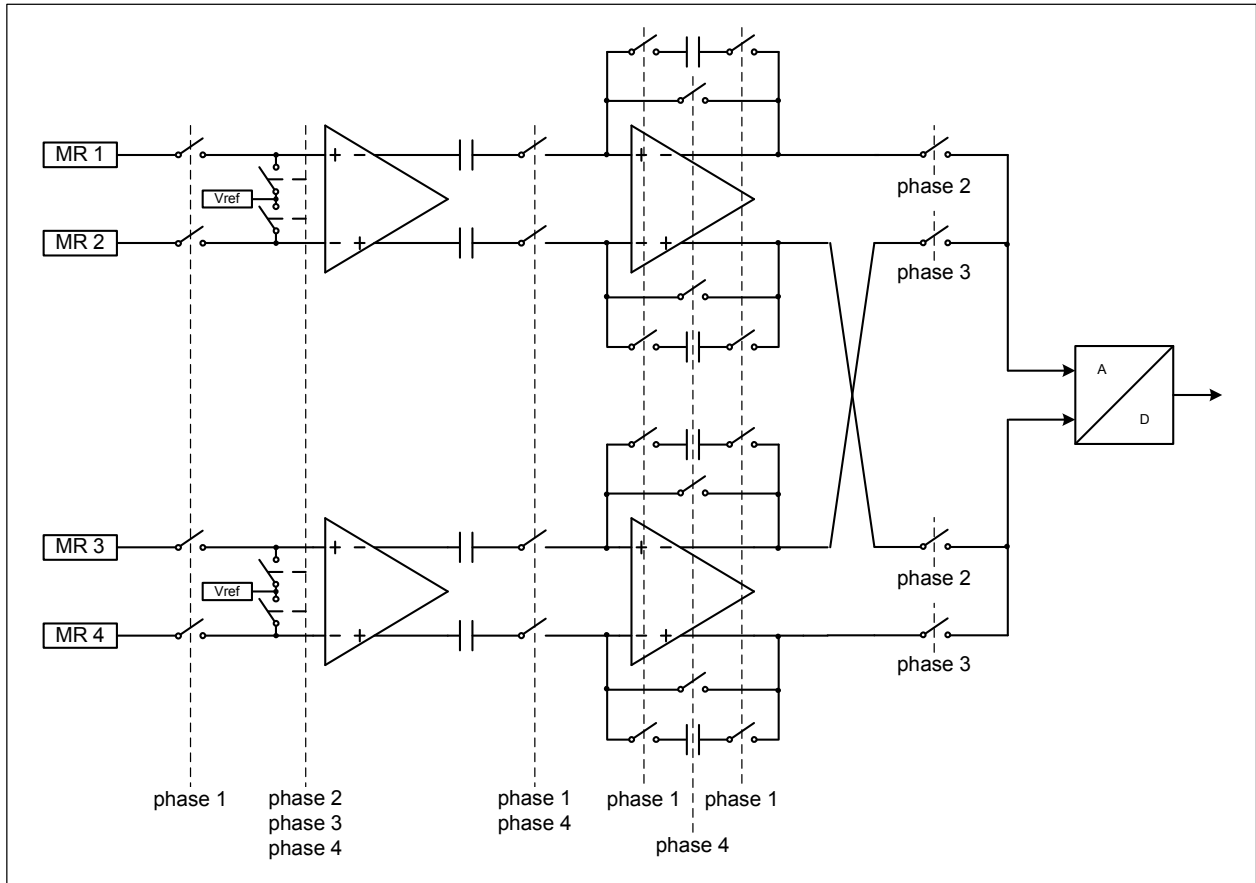 MR 1
+ −
+ −
phase 2
Vref
MR 2
− +
− +
phase 3
A
D
MR 3
+ −
+ −
phase 2
Vref
MR 4
− +
− +
phase 3
phase 1
phase 2
phase 3
phase 4
phase 1
phase 4
phase 1
phase 4
phase 1